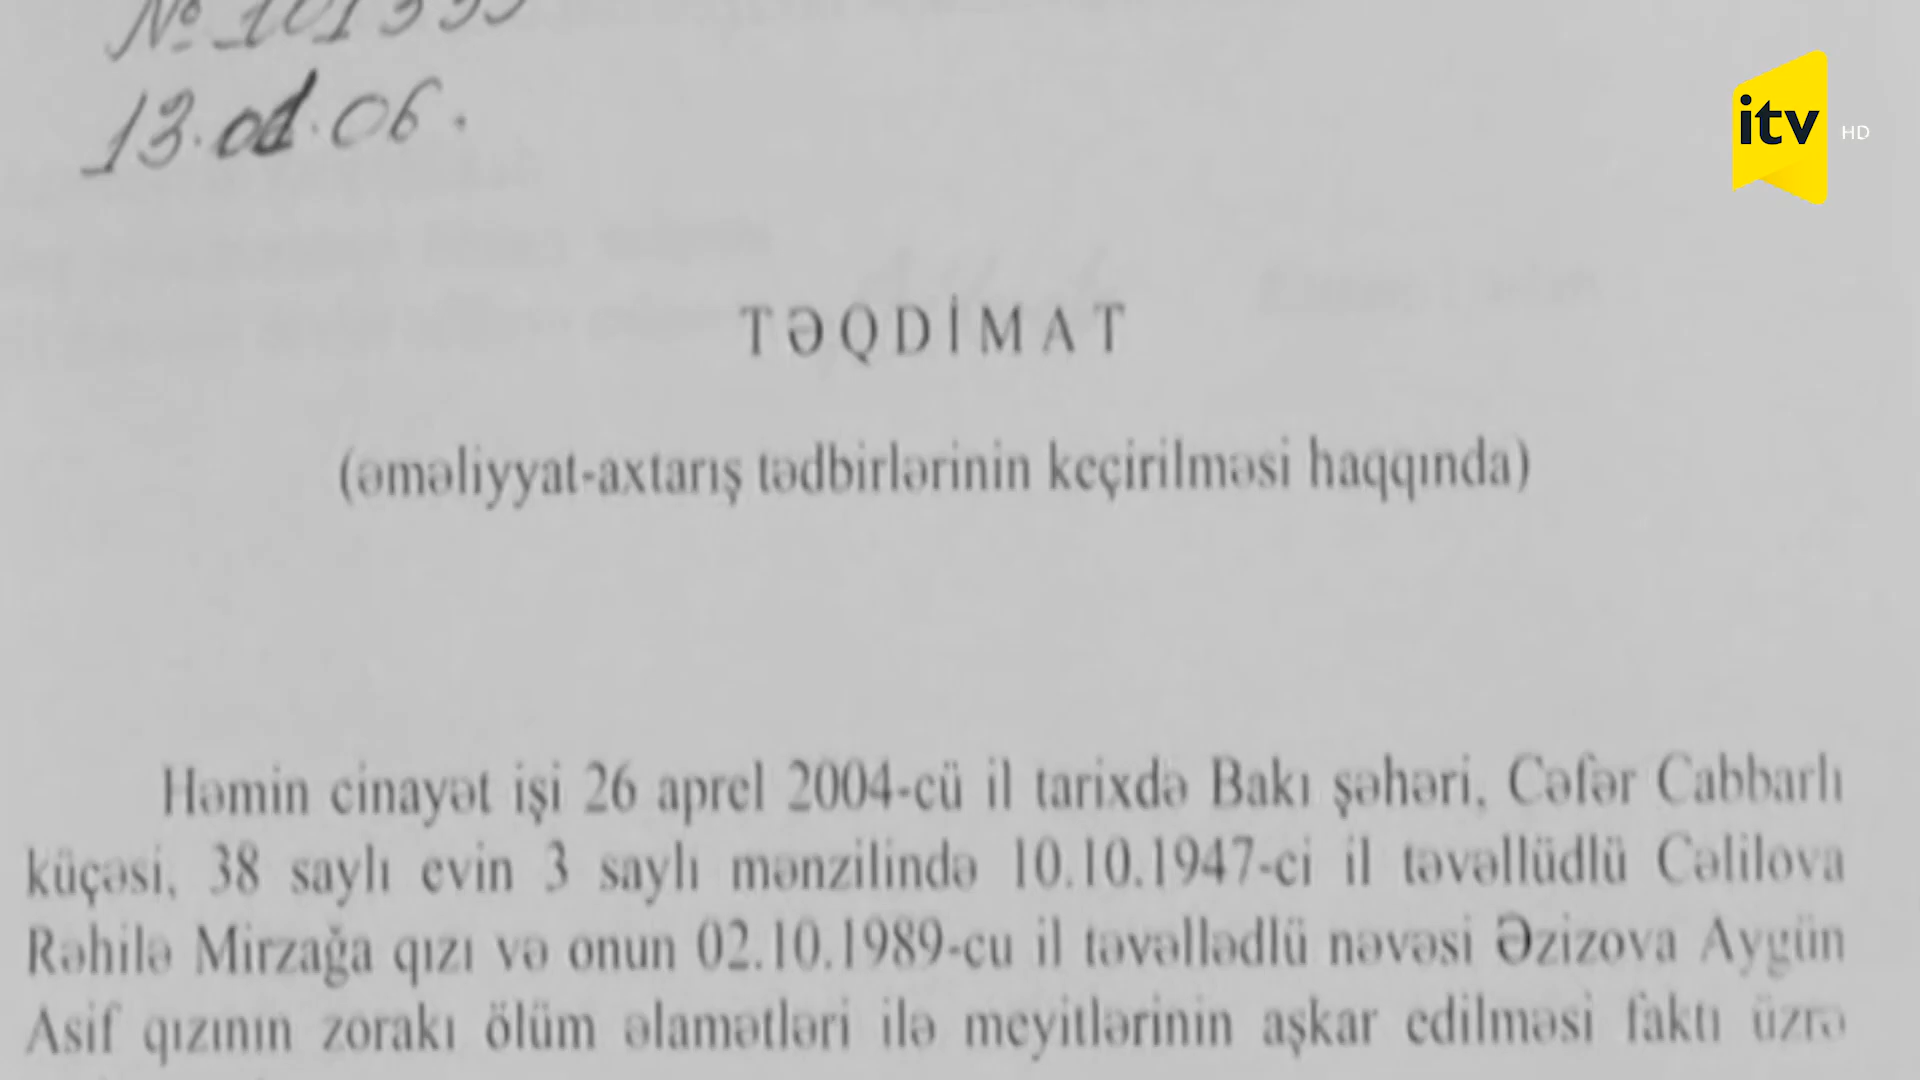 13.01.06.
itv HD
TƏQDİMAT
(əməliyyat-axtarış tədbirlərinin keçirilməsi haqqında)
Həmin cinayət işi 26 aprel 2004-cü il tarixdə Bakı şəhəri, Cəfər Cabbarlı
küçəsi, 38 saylı evin 3 saylı mənzilində 10.10.1947-ci il təvəllüdlü Cəlilova
Rəhilə Mirzağa qızı və onun 02.10.1989-cu il təvəllədlü nəvəsi Əzizova Aygün
Asif qızının zorakı ölüm əlamətləri ilə meyitlərinin aşkar edilməsi faktı üzrə